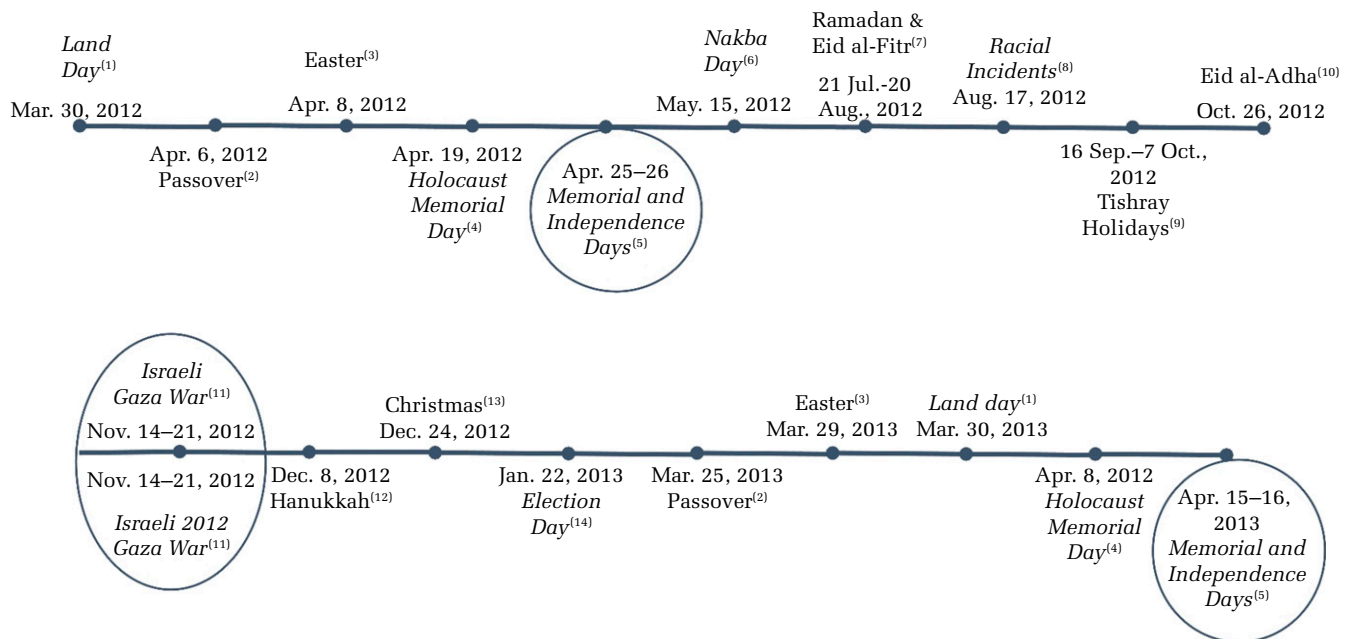 Land
Day(1)
Mar. 30, 2012
Apr. 6, 2012
Passover(2)
Easter(3)
Apr. 8, 2012
Apr. 19, 2012
Holocaust
Memorial
Day(4)
Apr. 25–26
Memorial and
Independence
Days(5)
Nakba
Day(6)
May. 15, 2012
Ramadan &
Eid al-Fitr(7)
21 Jul.-20
Aug., 2012
Racial
Incidents(8)
Aug. 17, 2012
16 Sep.–7 Oct.,
2012
Tishray
Holidays(9)
Eid al-Adha(10)
Oct. 26, 2012
Israeli
Gaza War(11)
Nov. 14–21, 2012
Nov. 14–21, 2012
Israeli 2012
Gaza War(11)
Dec. 8, 2012
Hanukkah(12)
Christmas(13)
Dec. 24, 2012
Jan. 22, 2013
Election
Day(14)
Mar. 25, 2013
Passover(2)
Easter(3)
Mar. 29, 2013
Land day(1)
Mar. 30, 2013
Apr. 8, 2012
Holocaust
Memorial
Day(4)
Apr. 15–16,
2013
Memorial and
Independence
Days(5)